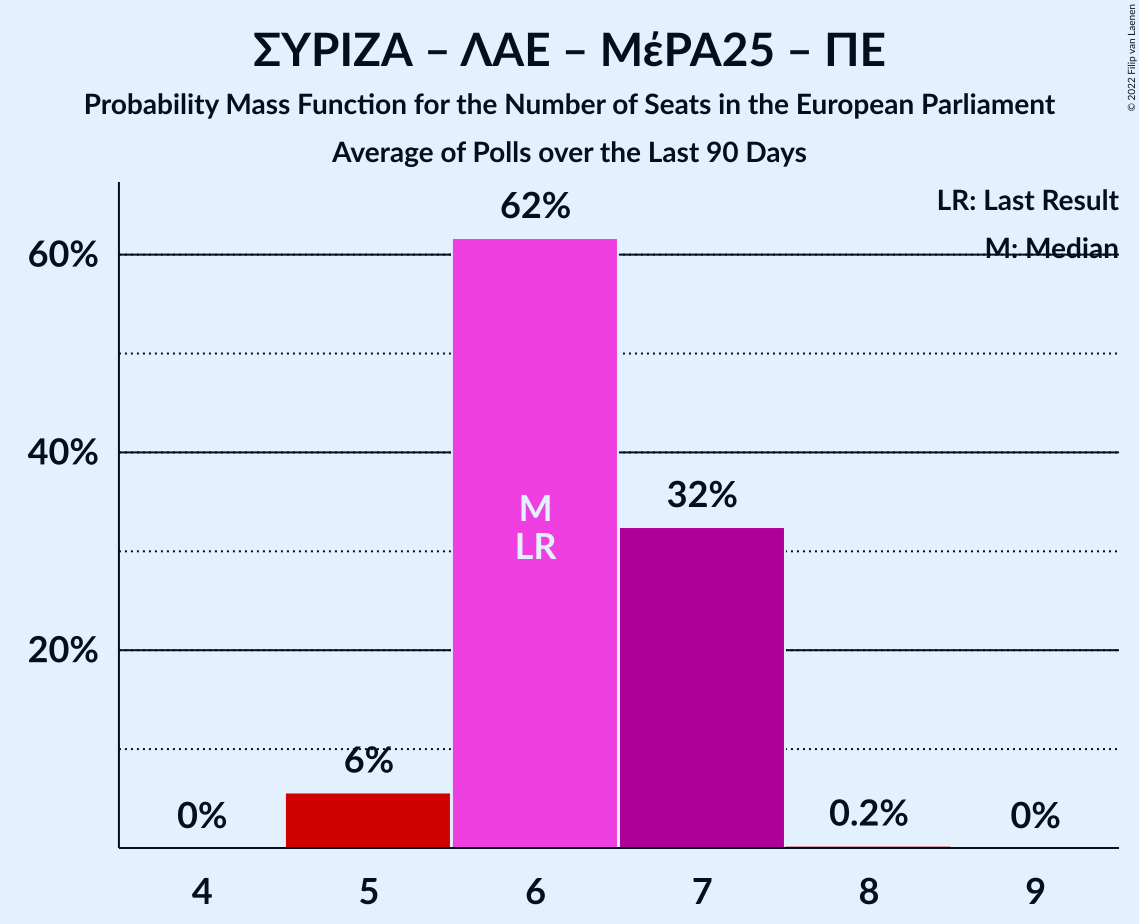 ΣΥΡΙΖΑ – ΛΑΕ – ΜέΡΑ25 – ΠΕ
Probability Mass Function for the Number of Seats in the European Parliament
Average of Polls over the Last 90 Days
© 2022 Filip van Laenen
LR: Last Result
M: Median
62%
60%
40%
32%
M
LR
20%
6%
0%
0.2%
0%
4 5 6 7 8 9